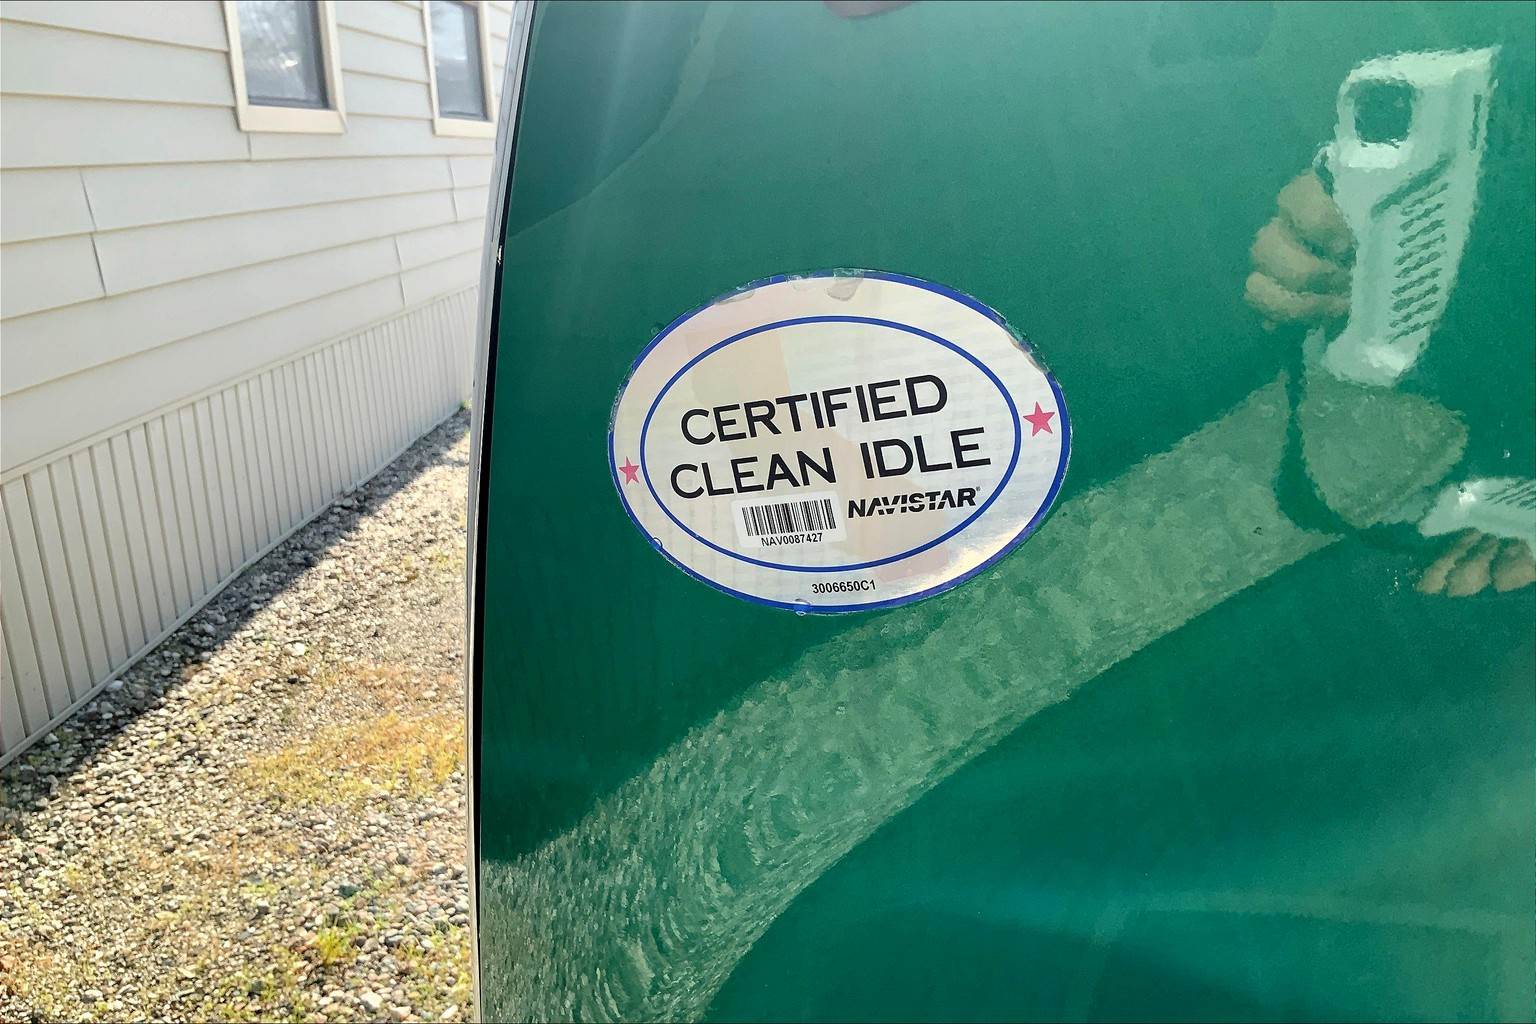 CERTIFIED
CLEAN IDLE
NAVISTAR®
NAV0087427
3006650C1